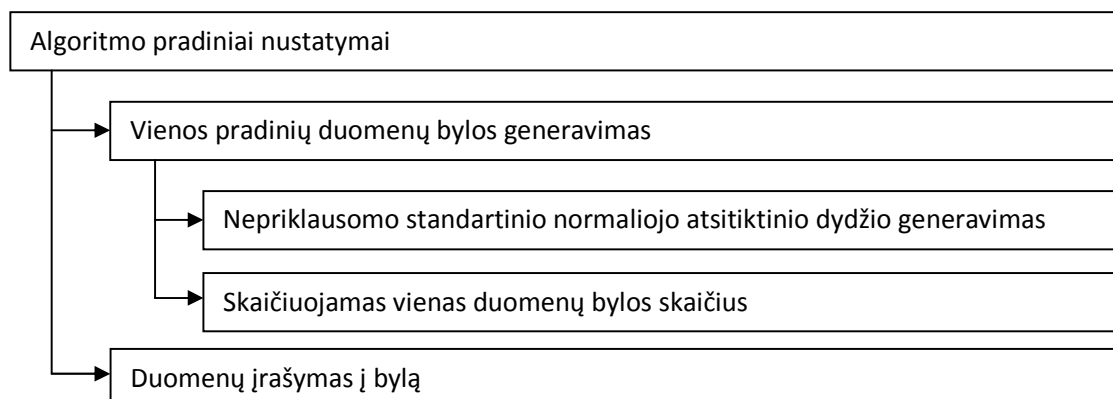 Algoritmo pradiniai nustatymai
Vienos pradinių duomenų bylos generavimas
Nepriklausomo standartinio normaliojo atsitiktinio dydžio generavimas
Skaičiuojamas vienas duomenų bylos skaičius
Duomenų įrašymas į bylą